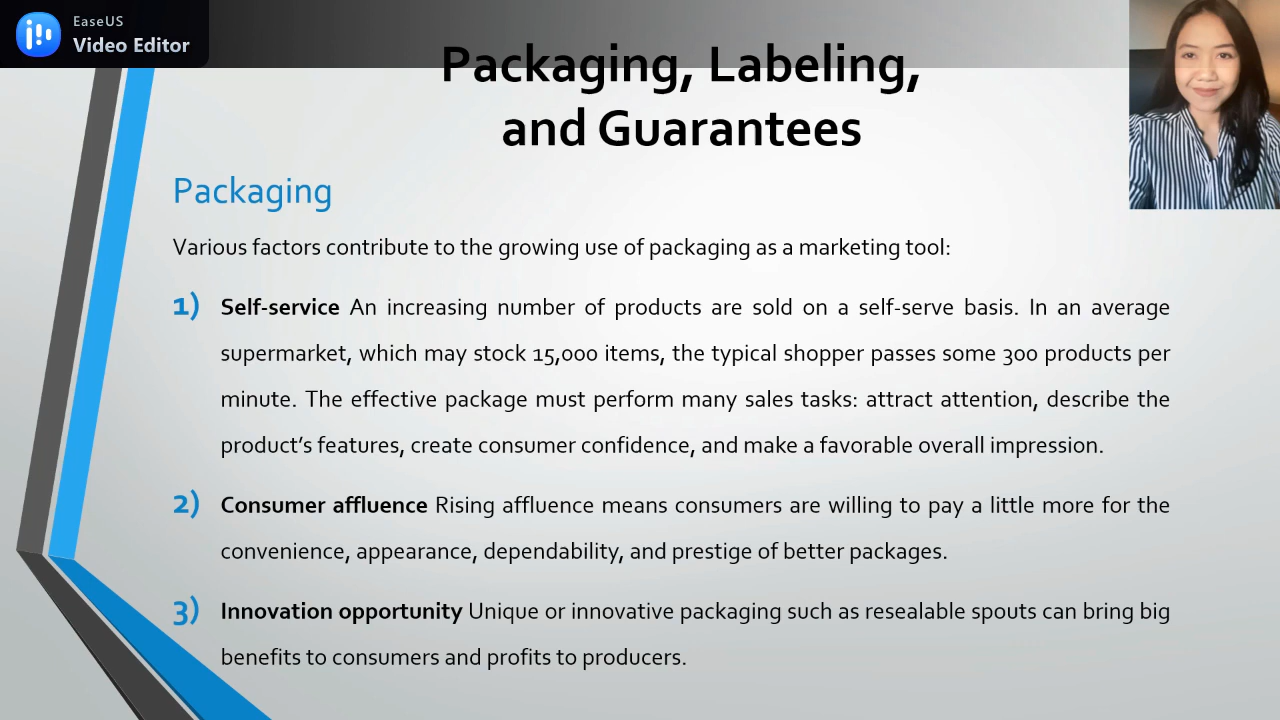 EaseUS
Video Editor
Packaging, Labeling,
and Guarantees
Packaging
Various factors contribute to the growing use of packaging as a marketing tool:
1) Self-service An increasing number of products are sold on a self-serve basis. In an average
supermarket, which may stock 15,000 items, the typical shopper passes some 300 products per
minute. The effective package must perform many sales tasks: attract attention, describe the
product’s features, create consumer confidence, and make a favorable overall impression.
2) Consumer affluence Rising affluence means consumers are willing to pay a little more for the
convenience, appearance, dependability, and prestige of better packages.
3) Innovation opportunity Unique or innovative packaging such as resealable spouts can bring big
benefits to consumers and profits to producers.